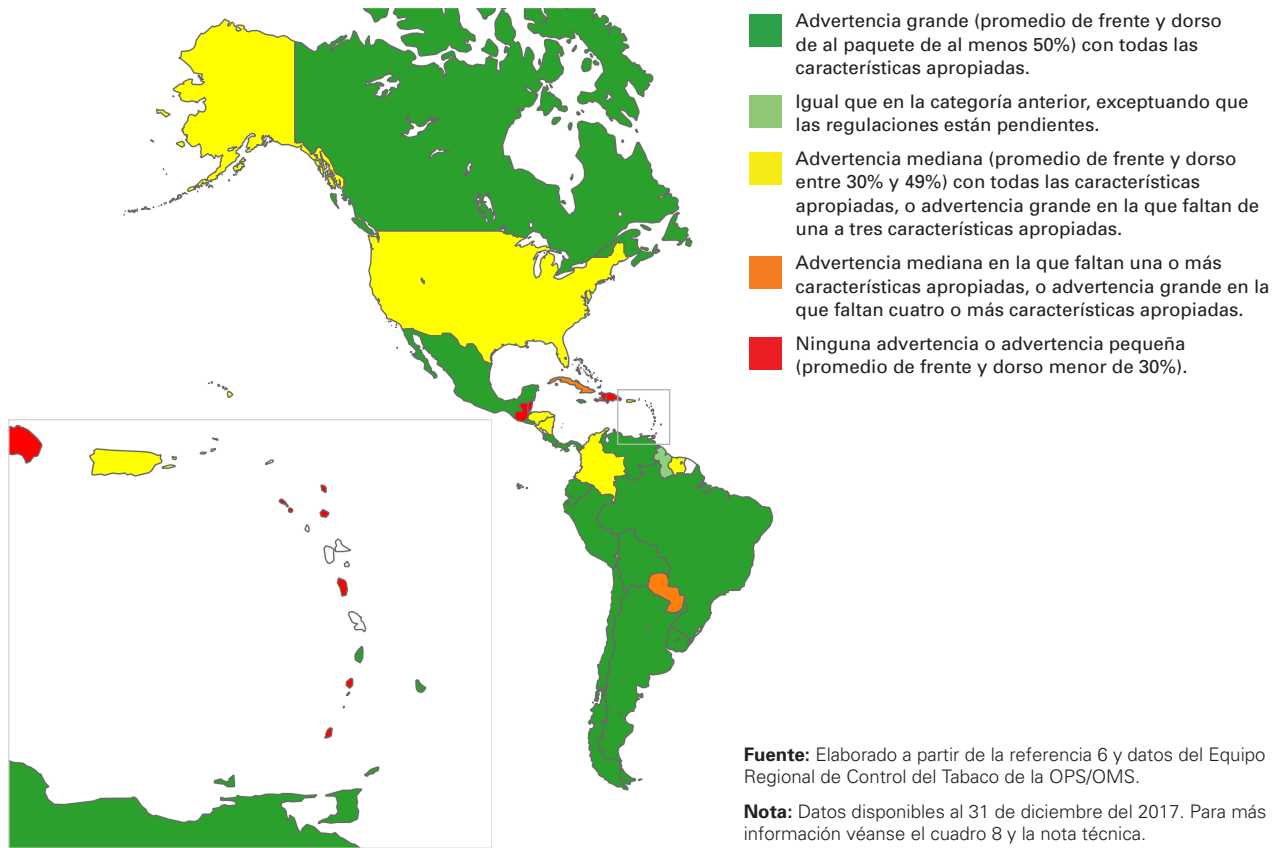 Advertencia grande (promedio de frente y dorso
de al paquete de al menos 50%) con todas las
características apropiadas.
Igual que en la categoría anterior, exceptuando que
las regulaciones están pendientes.
Advertencia mediana (promedio de frente y dorso
entre 30% y 49%) con todas las características
apropiadas, o advertencia grande en la que faltan de
una a tres características apropiadas.
Advertencia mediana en la que faltan una o más
características apropiadas, o advertencia grande en la
que faltan cuatro o más características apropiadas.
Ninguna advertencia o advertencia pequeña
(promedio de frente y dorso menor de 30%).
Fuente: Elaborado a partir de la referencia 6 y datos del Equipo
Regional de Control del Tabaco de la OPS/OMS.
Nota: Datos disponibles al 31 de diciembre del 2017. Para más
información véanse el cuadro 8 y la nota técnica.